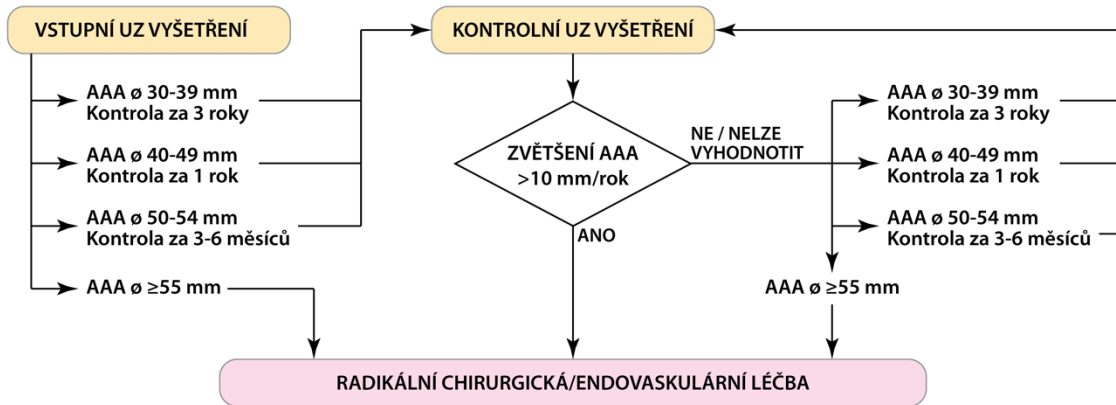 VSTUPNÍ UZ VYŠETŘENÍ
AAA ø 30-39 mm
Kontrola za 3 roky
AAA ø 40-49 mm
Kontrola za 1 rok
AAA ø 50-54 mm
Kontrola za 3-6 měsíců
AAA ø ≥55 mm
KONTROLNÍ UZ VYŠETŘENÍ
ZVĚTŠENÍ AAA
>10 mm/rok
NE / NELZE
VYHODNOTIT
ANO
AAA ø 30-39 mm
Kontrola za 3 roky
AAA ø 40-49 mm
Kontrola za 1 rok
AAA ø 50-54 mm
Kontrola za 3-6 měsíců
AAA ø ≥55 mm
RADIKÁLNÍ CHIRURGICKÁ/ENDOVASKULÁRNÍ LÉČBA